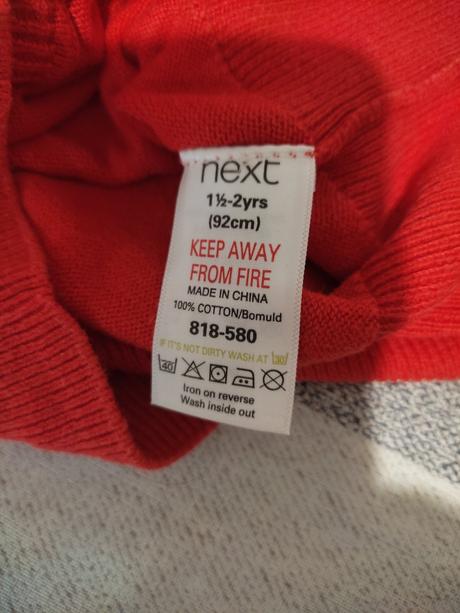 next
1½-2yrs
(92cm)
KEEP AWAY
FROM FIRE
MADE IN CHINA
100% COTTON/Bomuld
818-580
IF IT'S NOT DIRTY WASH AT 30
40
Iron on reverse
Wash inside out